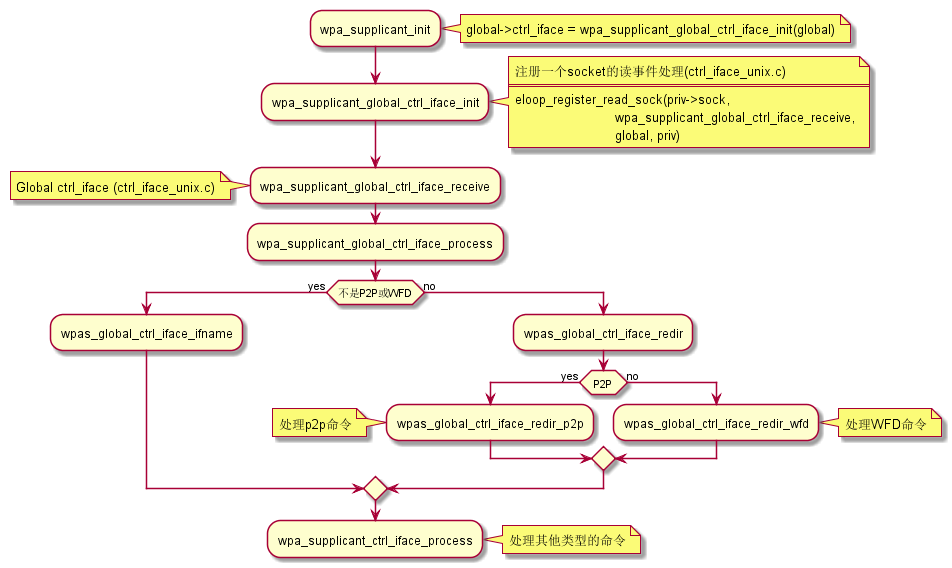 wpa_supplicant_init
global->ctrl_iface = wpa_supplicant_global_ctrl_iface_init(global)
wpa_supplicant_global_ctrl_iface_init
注册一个socket的读事件处理(ctrl_iface_unix.c)
eloop_register_read_sock(priv->sock,
wpa_supplicant_global_ctrl_iface_receive,
global, priv)
Global ctrl_iface (ctrl_iface_unix.c)
wpa_supplicant_global_ctrl_iface_receive
wpa_supplicant_global_ctrl_iface_process
yes
不是P2P或WFD
no
wpas_global_ctrl_iface_ifname
wpas_global_ctrl_iface_redir
yes
P2P
no
处理p2p命令
wpas_global_ctrl_iface_redir_p2p
wpas_global_ctrl_iface_redir_wfd
处理WFD命令
wpa_supplicant_ctrl_iface_process
处理其他类型的命令